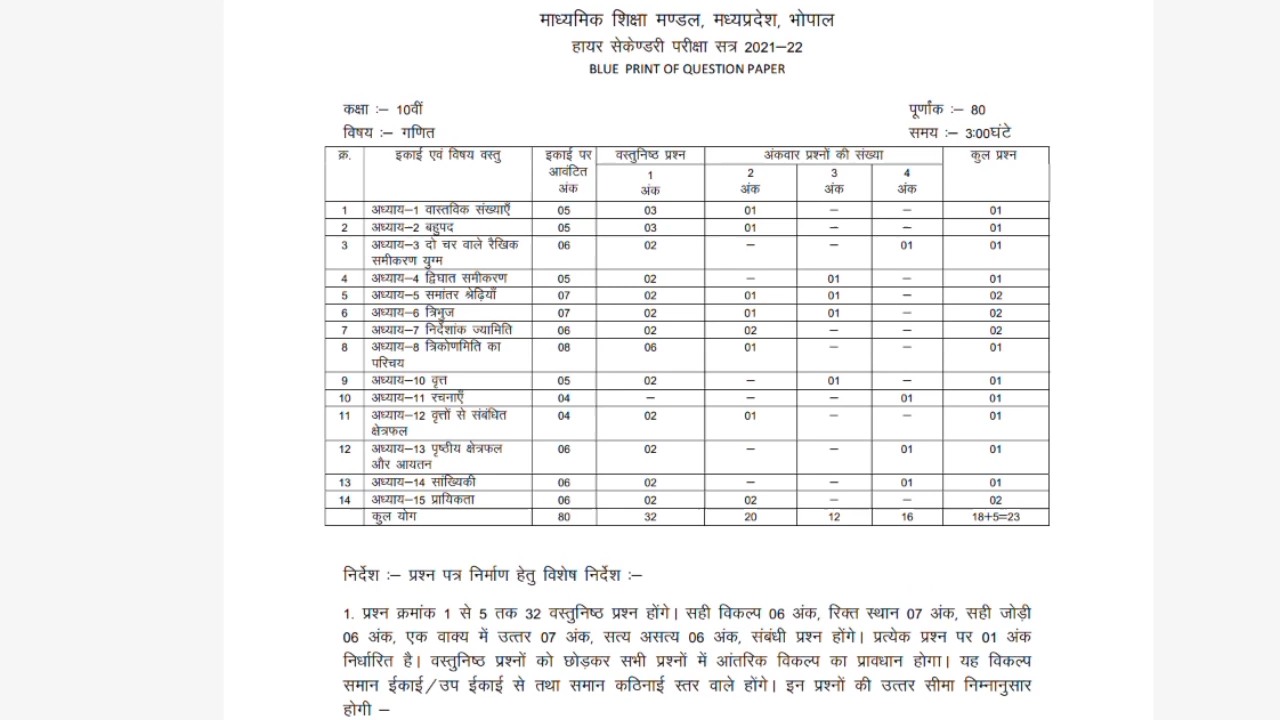 माध्यमिक शिक्षा मण्डल, मध्यप्रदेश, भोपाल
हायर सेकेण्डरी परीक्षा सत्र 2021–22
BLUE PRINT OF QUESTION PAPER
कक्षा :– 10वीं पूर्णांक :– 80
विषय :– गणित समय :– 3:00घंटे
क्र. इकाई एवं विषय वस्तु इकाई पर वस्तुनिष्ठ प्रश्न अंकवार प्रश्नों की संख्या कुल प्रश्न
आवंटित 1 2 3 4
अंक अंक अंक अंक अंक
1 अध्याय–1 वास्तविक संख्याएँ 05 03 01 – – 01
2 अध्याय–2 बहुपद 05 03 01 – – 01
3 अध्याय–3 दो चर वाले रैखिक 06 02 – – 01 01
समीकरण युग्म
4 अध्याय–4 द्विघात समीकरण 05 02 – 01 – 01
5 अध्याय–5 समांतर श्रेढ़ियाँ 07 02 01 01 – 02
6 अध्याय–6 त्रिभुज 07 02 01 01 – 02
7 अध्याय–7 निर्देशांक ज्यामिति 06 02 02 – – 02
8 अध्याय–8 त्रिकोणमिति का 08 06 01 – – 01
परिचय
9 अध्याय–10 वृत्त 05 02 – 01 – 01
10 अध्याय–11 रचनाएँ 04 – – – 01 01
11 अध्याय–12 वृत्तों से संबंधित 04 02 01 – – 01
क्षेत्रफल
12 अध्याय–13 पृष्ठीय क्षेत्रफल 06 02 – – 01 01
और आयतन
13 अध्याय–14 सांख्यिकी 06 02 – – 01 01
14 अध्याय–15 प्रायिकता 06 02 02 – – 02
कुल योग 80 32 20 12 16 18+5=23
निर्देश :– प्रश्न पत्र निर्माण हेतु विशेष निर्देश :–
1. प्रश्न क्रमांक 1 से 5 तक 32 वस्तुनिष्ठ प्रश्न होंगे। सही विकल्प 06 अंक, रिक्त स्थान 07 अंक, सही जोड़ी
06 अंक, एक वाक्य में उत्तर 07 अंक, सत्य असत्य 06 अंक, संबंधी प्रश्न होंगे। प्रत्येक प्रश्न पर 01 अंक
निर्धारित है। वस्तुनिष्ठ प्रश्नों को छोड़कर सभी प्रश्नों में आंतरिक विकल्प का प्रावधान होगा। यह विकल्प
समान ईकाई/उप ईकाई से तथा समान कठिनाई स्तर वाले होंगे। इन प्रश्नों की उत्तर सीमा निम्नानुसार
होगी –